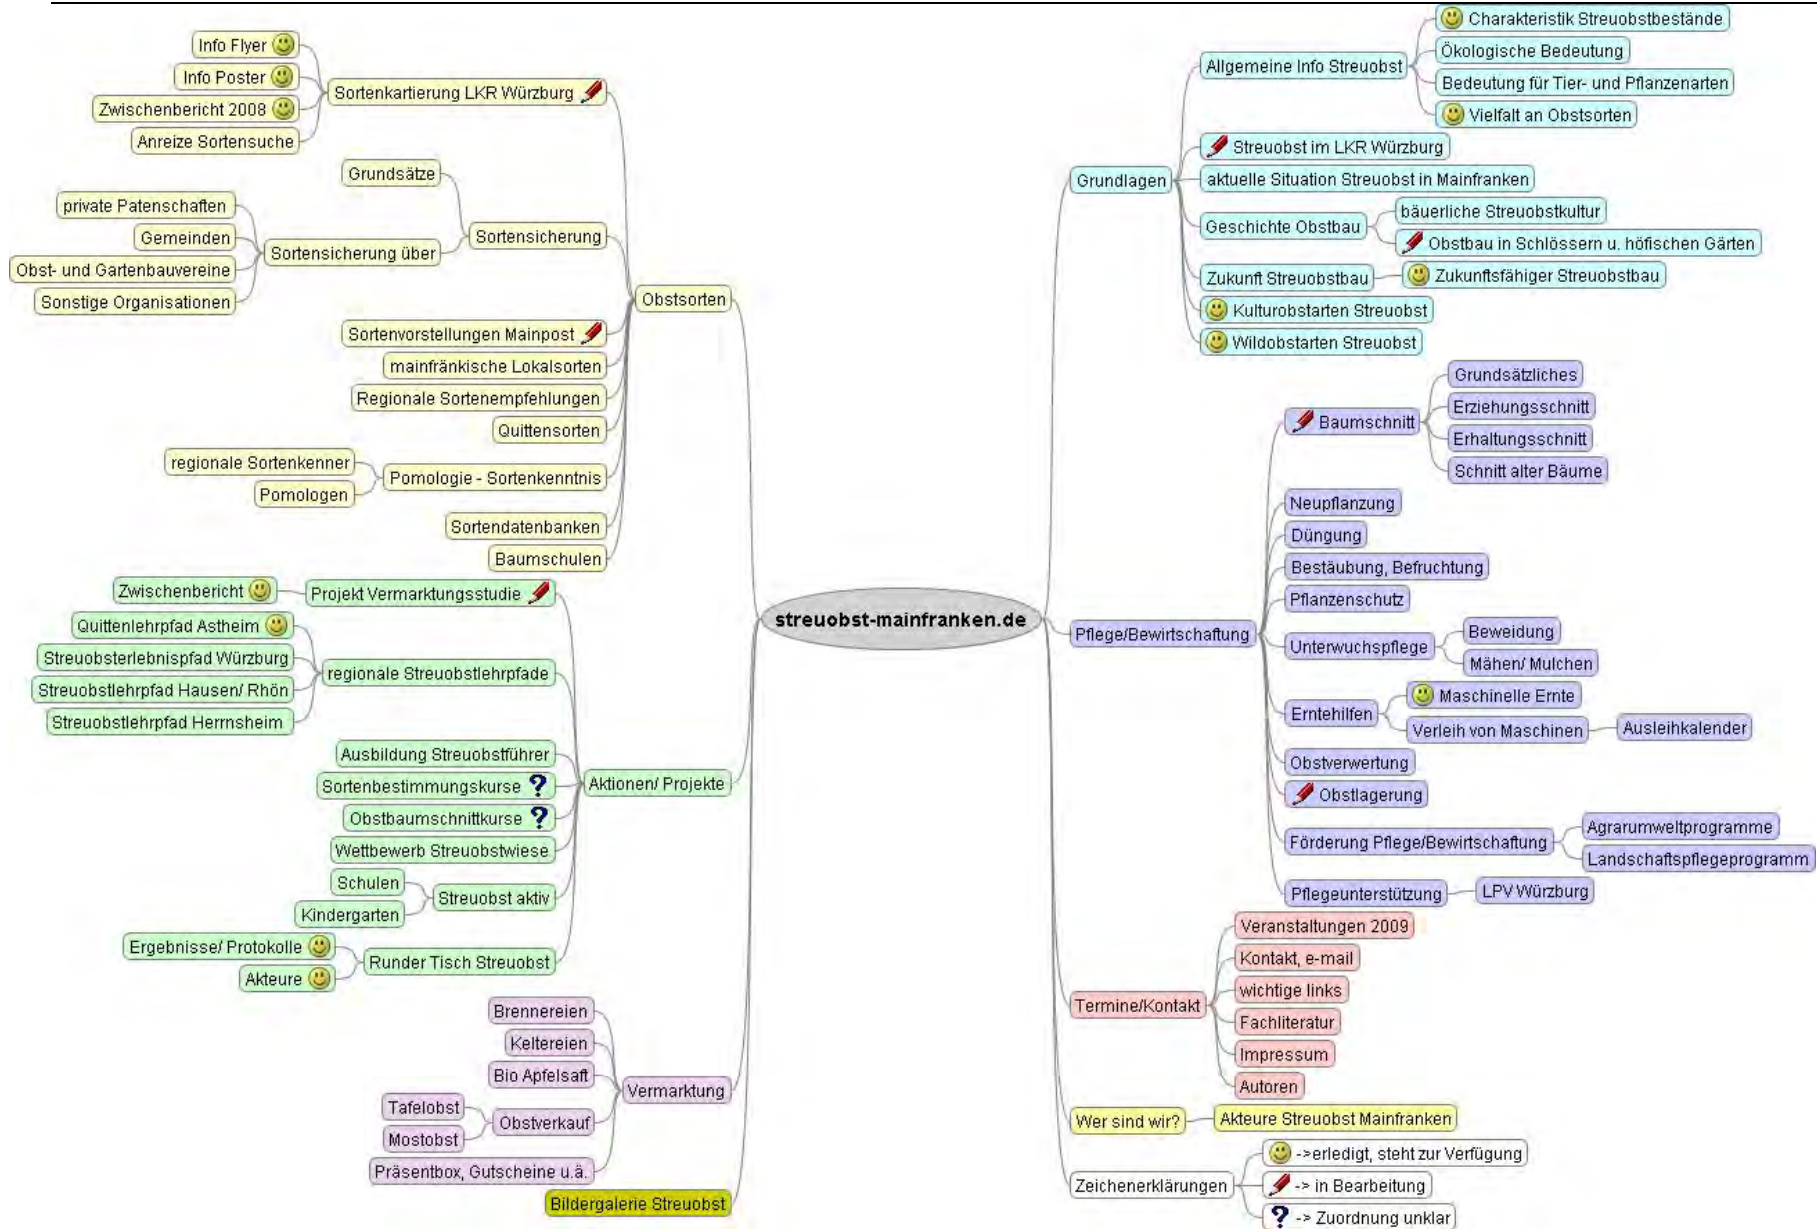 streuobst-mainfranken.de
Obstsorten
Sortenkartierung LKR Würzburg
Info Flyer
Info Poster
Zwischenbericht 2008
Anreize Sortensuche
Sortensicherung
Grundsätze
Sortensicherung über
private Patenschaften
Gemeinden
Obst- und Gartenbauvereine
Sonstige Organisationen
Sortenvorstellungen Mainpost
mainfränkische Lokalsorten
Regionale Sortenempfehlungen
Quittensorten
Pomologie - Sortenkenntnis
regionale Sortenkenner
Pomologen
Sortendatenbanken
Baumschulen
Aktionen/ Projekte
Projekt Vermarktungsstudie
Zwischenbericht
regionale Streuobstlehrpfade
Quittenlehrpfad Astheim
Streuobsterlebnispfad Würzburg
Streuobstlehrpfad Hausen/ Rhön
Streuobstlehrpfad Herrnsheim
Ausbildung Streuobstführer
Sortenbestimmungskurse ?
Obstbaumschnittkurse ?
Wettbewerb Streuobstwiese
Streuobst aktiv
Schulen
Kindergarten
Runder Tisch Streuobst
Ergebnisse/ Protokolle
Akteure
Vermarktung
Brennereien
Keltereien
Bio Apfelsaft
Obstverkauf
Tafelobst
Mostobst
Präsentbox, Gutscheine u.ä.
Bildergalerie Streuobst
Grundlagen
Allgemeine Info Streuobst
Charakteristik Streuobstbestände
Ökologische Bedeutung
Bedeutung für Tier- und Pflanzenarten
Vielfalt an Obstsorten
Streuobst im LKR Würzburg
aktuelle Situation Streuobst in Mainfranken
Geschichte Obstbau
bäuerliche Streuobstkultur
Obstbau in Schlössern u. höfischen Gärten
Zukunft Streuobstbau
Zukunftsfähiger Streuobstbau
Kulturobstarten Streuobst
Wildobstarten Streuobst
Pflege/Bewirtschaftung
Baumschnitt
Grundsätzliches
Erziehungsschnitt
Erhaltungsschnitt
Schnitt alter Bäume
Neupflanzung
Düngung
Bestäubung, Befruchtung
Pflanzenschutz
Unterwuchspflege
Beweidung
Mähen/ Mulchen
Erntehilfen
Maschinelle Ernte
Verleih von Maschinen
Ausleihkalender
Obstverwertung
Obstlagerung
Förderung Pflege/Bewirtschaftung
Agrarumweltprogramme
Landschaftspflegeprogramm
Pflegeunterstützung
LPV Würzburg
Termine/Kontakt
Veranstaltungen 2009
Kontakt, e-mail
wichtige links
Fachliteratur
Impressum
Autoren
Wer sind wir?
Akteure Streuobst Mainfranken
Zeichenerklärungen
->erledigt, steht zur Verfügung
-> in Bearbeitung
? -> Zuordnung unklar